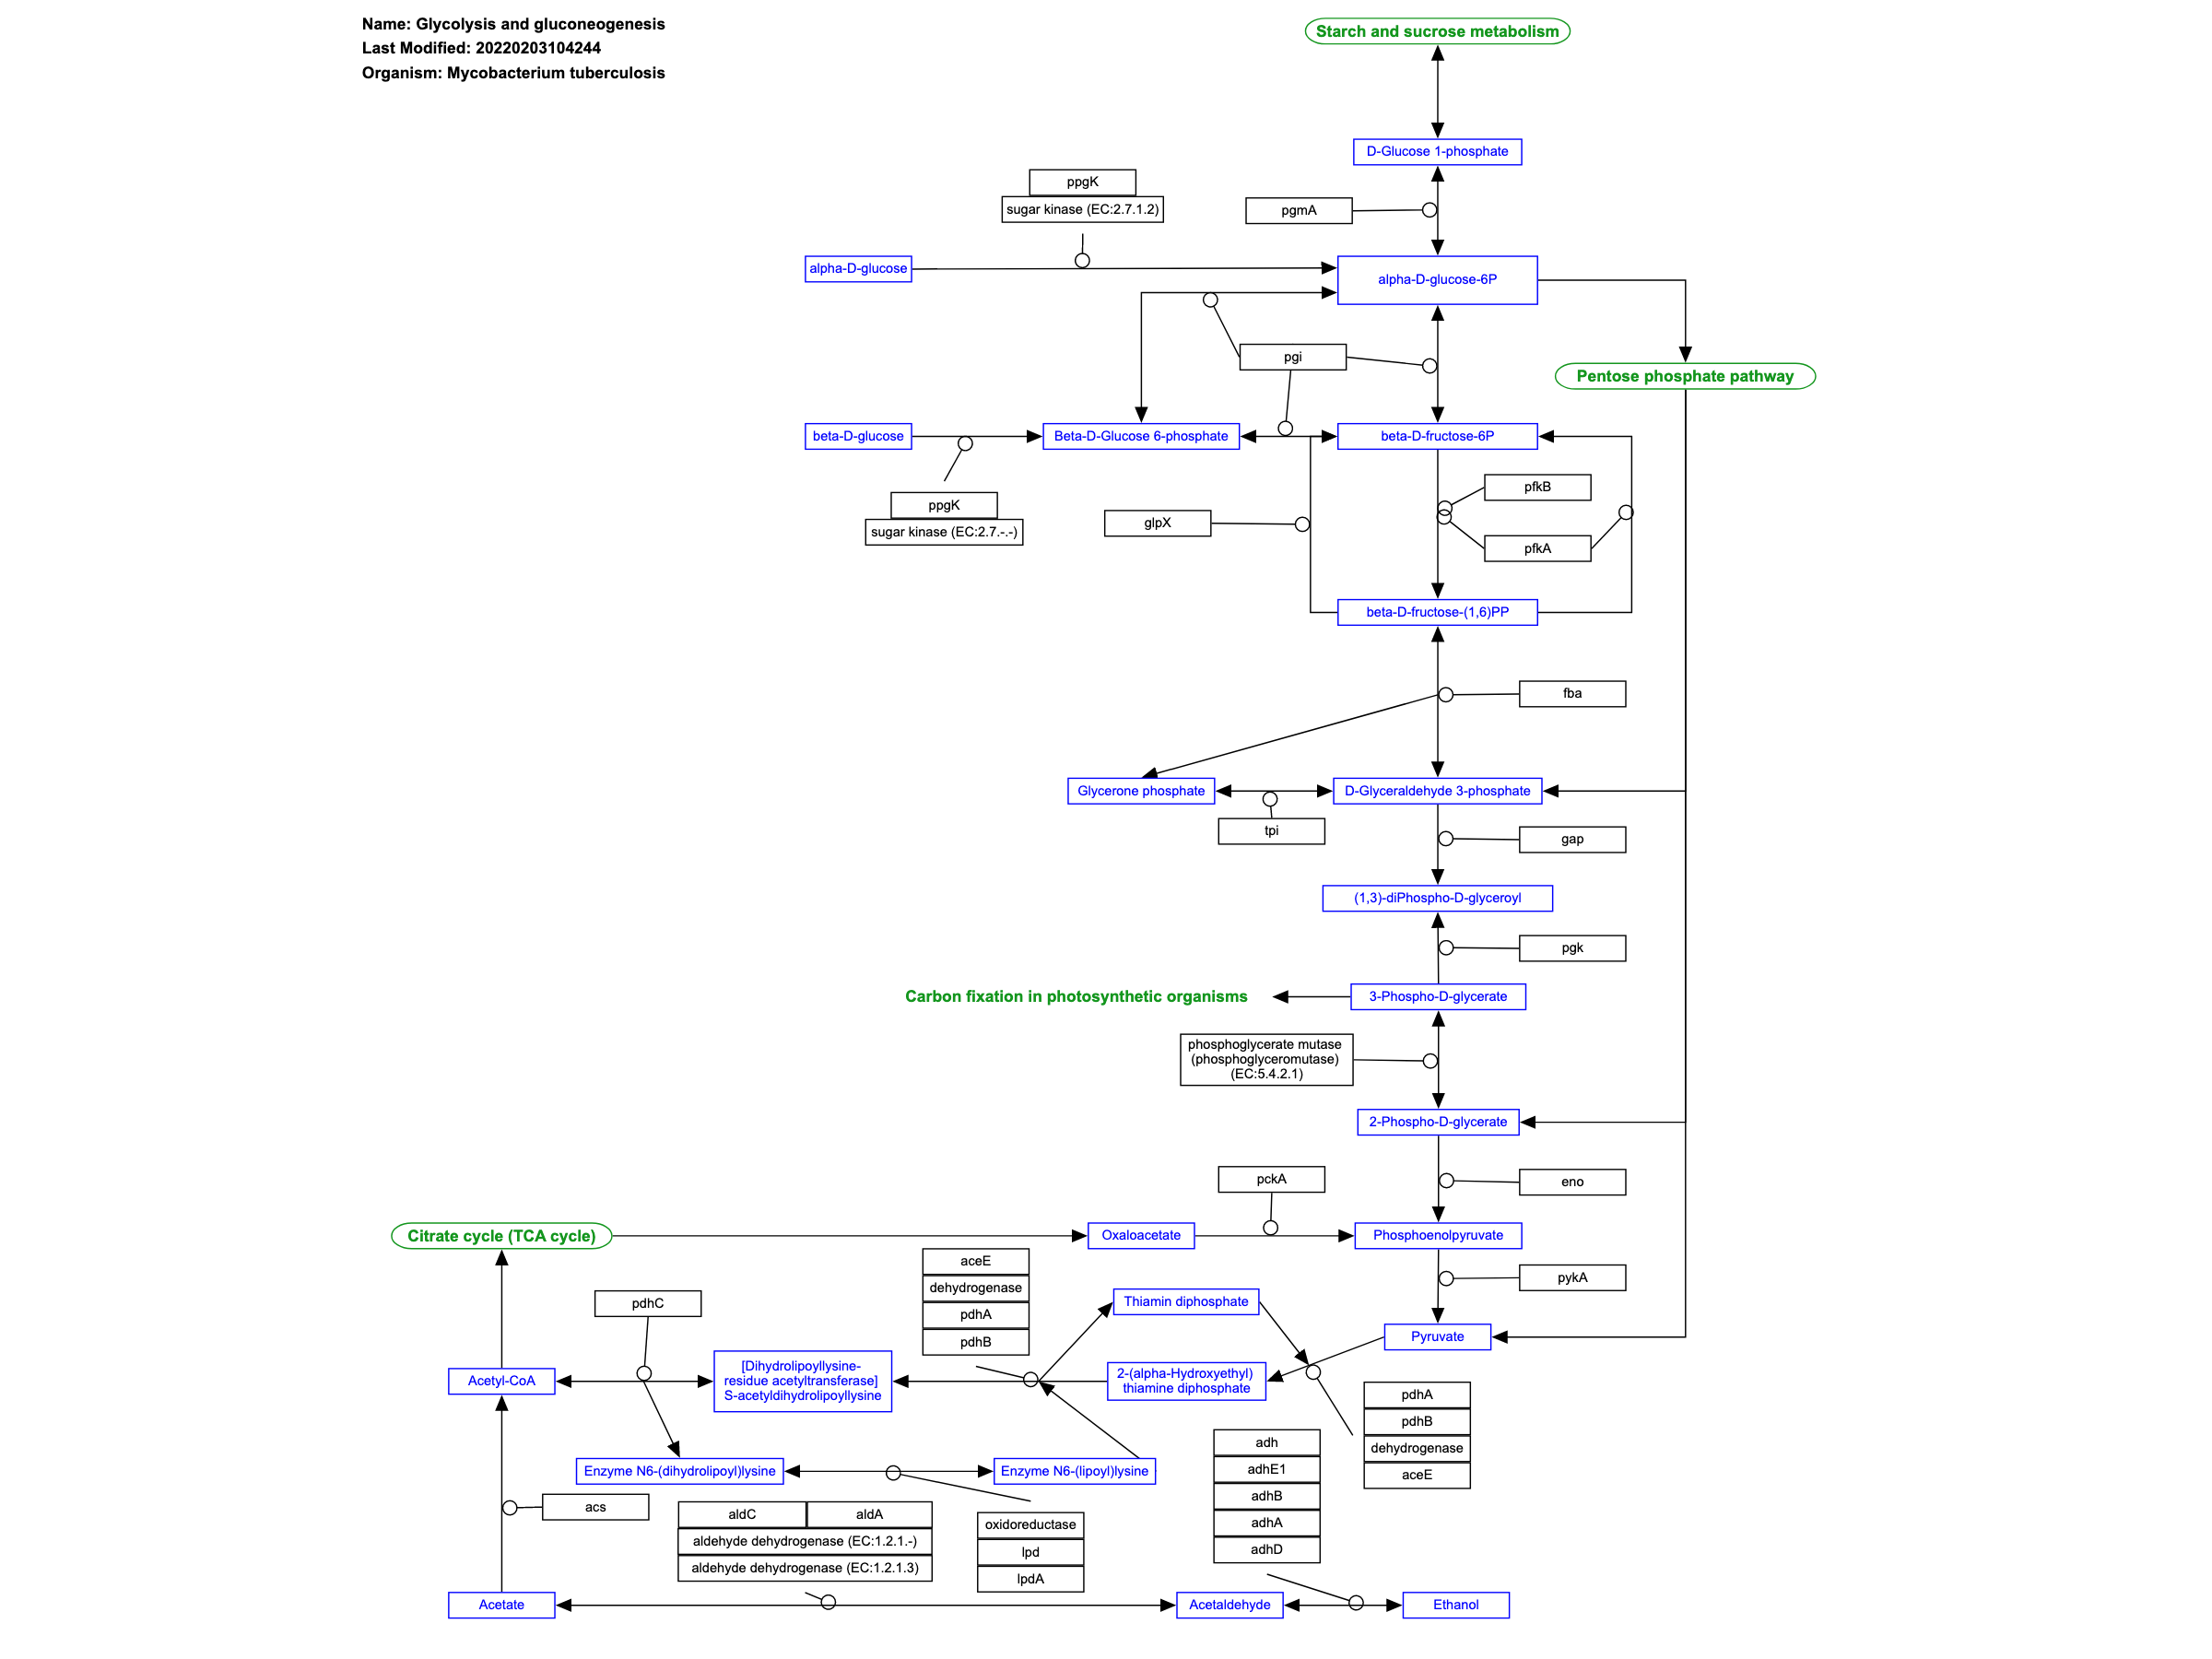 Name: Glycolysis and gluconeogenesis
Last Modified: 20220203104244
Organism: Mycobacterium tuberculosis
Starch and sucrose metabolism
D-Glucose 1-phosphate
ppgK
sugar kinase (EC:2.7.1.2)
pgmA
alpha-D-glucose
alpha-D-glucose-6P
pgi
Pentose phosphate pathway
beta-D-glucose
Beta-D-Glucose 6-phosphate
beta-D-fructose-6P
ppgK
sugar kinase (EC:2.7.-.-)
glpX
pfkB
pfkA
beta-D-fructose-(1,6)PP
fba
Glycerone phosphate
D-Glyceraldehyde 3-phosphate
tpi
gap
(1,3)-diPhospho-D-glyceroyl
pgk
Carbon fixation in photosynthetic organisms
3-Phospho-D-glycerate
phosphoglycerate mutase
(phosphoglyceromutase)
(EC:5.4.2.1)
2-Phospho-D-glycerate
pckA
eno
Citrate cycle (TCA cycle)
Oxaloacetate
Phosphoenolpyruvate
aceE
dehydrogenase
pdhA
pdhB
pykA
pdhC
Thiamin diphosphate
Pyruvate
Acetyl-CoA
[Dihydrolipoyllysine-
residue acetyltransferase]
S-acetyldihydrolipoyllysine
2-(alpha-Hydroxyethyl)
thiamine diphosphate
pdhA
pdhB
dehydrogenase
aceE
adh
adhE1
adhB
adhA
adhD
Enzyme N6-(dihydrolipoyl)lysine
Enzyme N6-(lipoyl)lysine
acs
aldC
aldA
aldehyde dehydrogenase (EC:1.2.1.-)
aldehyde dehydrogenase (EC:1.2.1.3)
oxidoreductase
lpd
lpdA
Acetate
Acetaldehyde
Ethanol